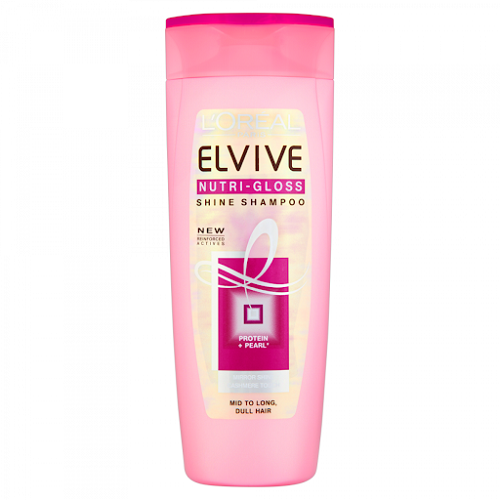 L'ORÉAL
ELVIVE
NUTRI-GLOSS
SHINE SHAMPOO
NEW
REINFORCED
ACTIVES
PROTEIN
+ PEARL*
MID TO LONG,
DULL HAIR